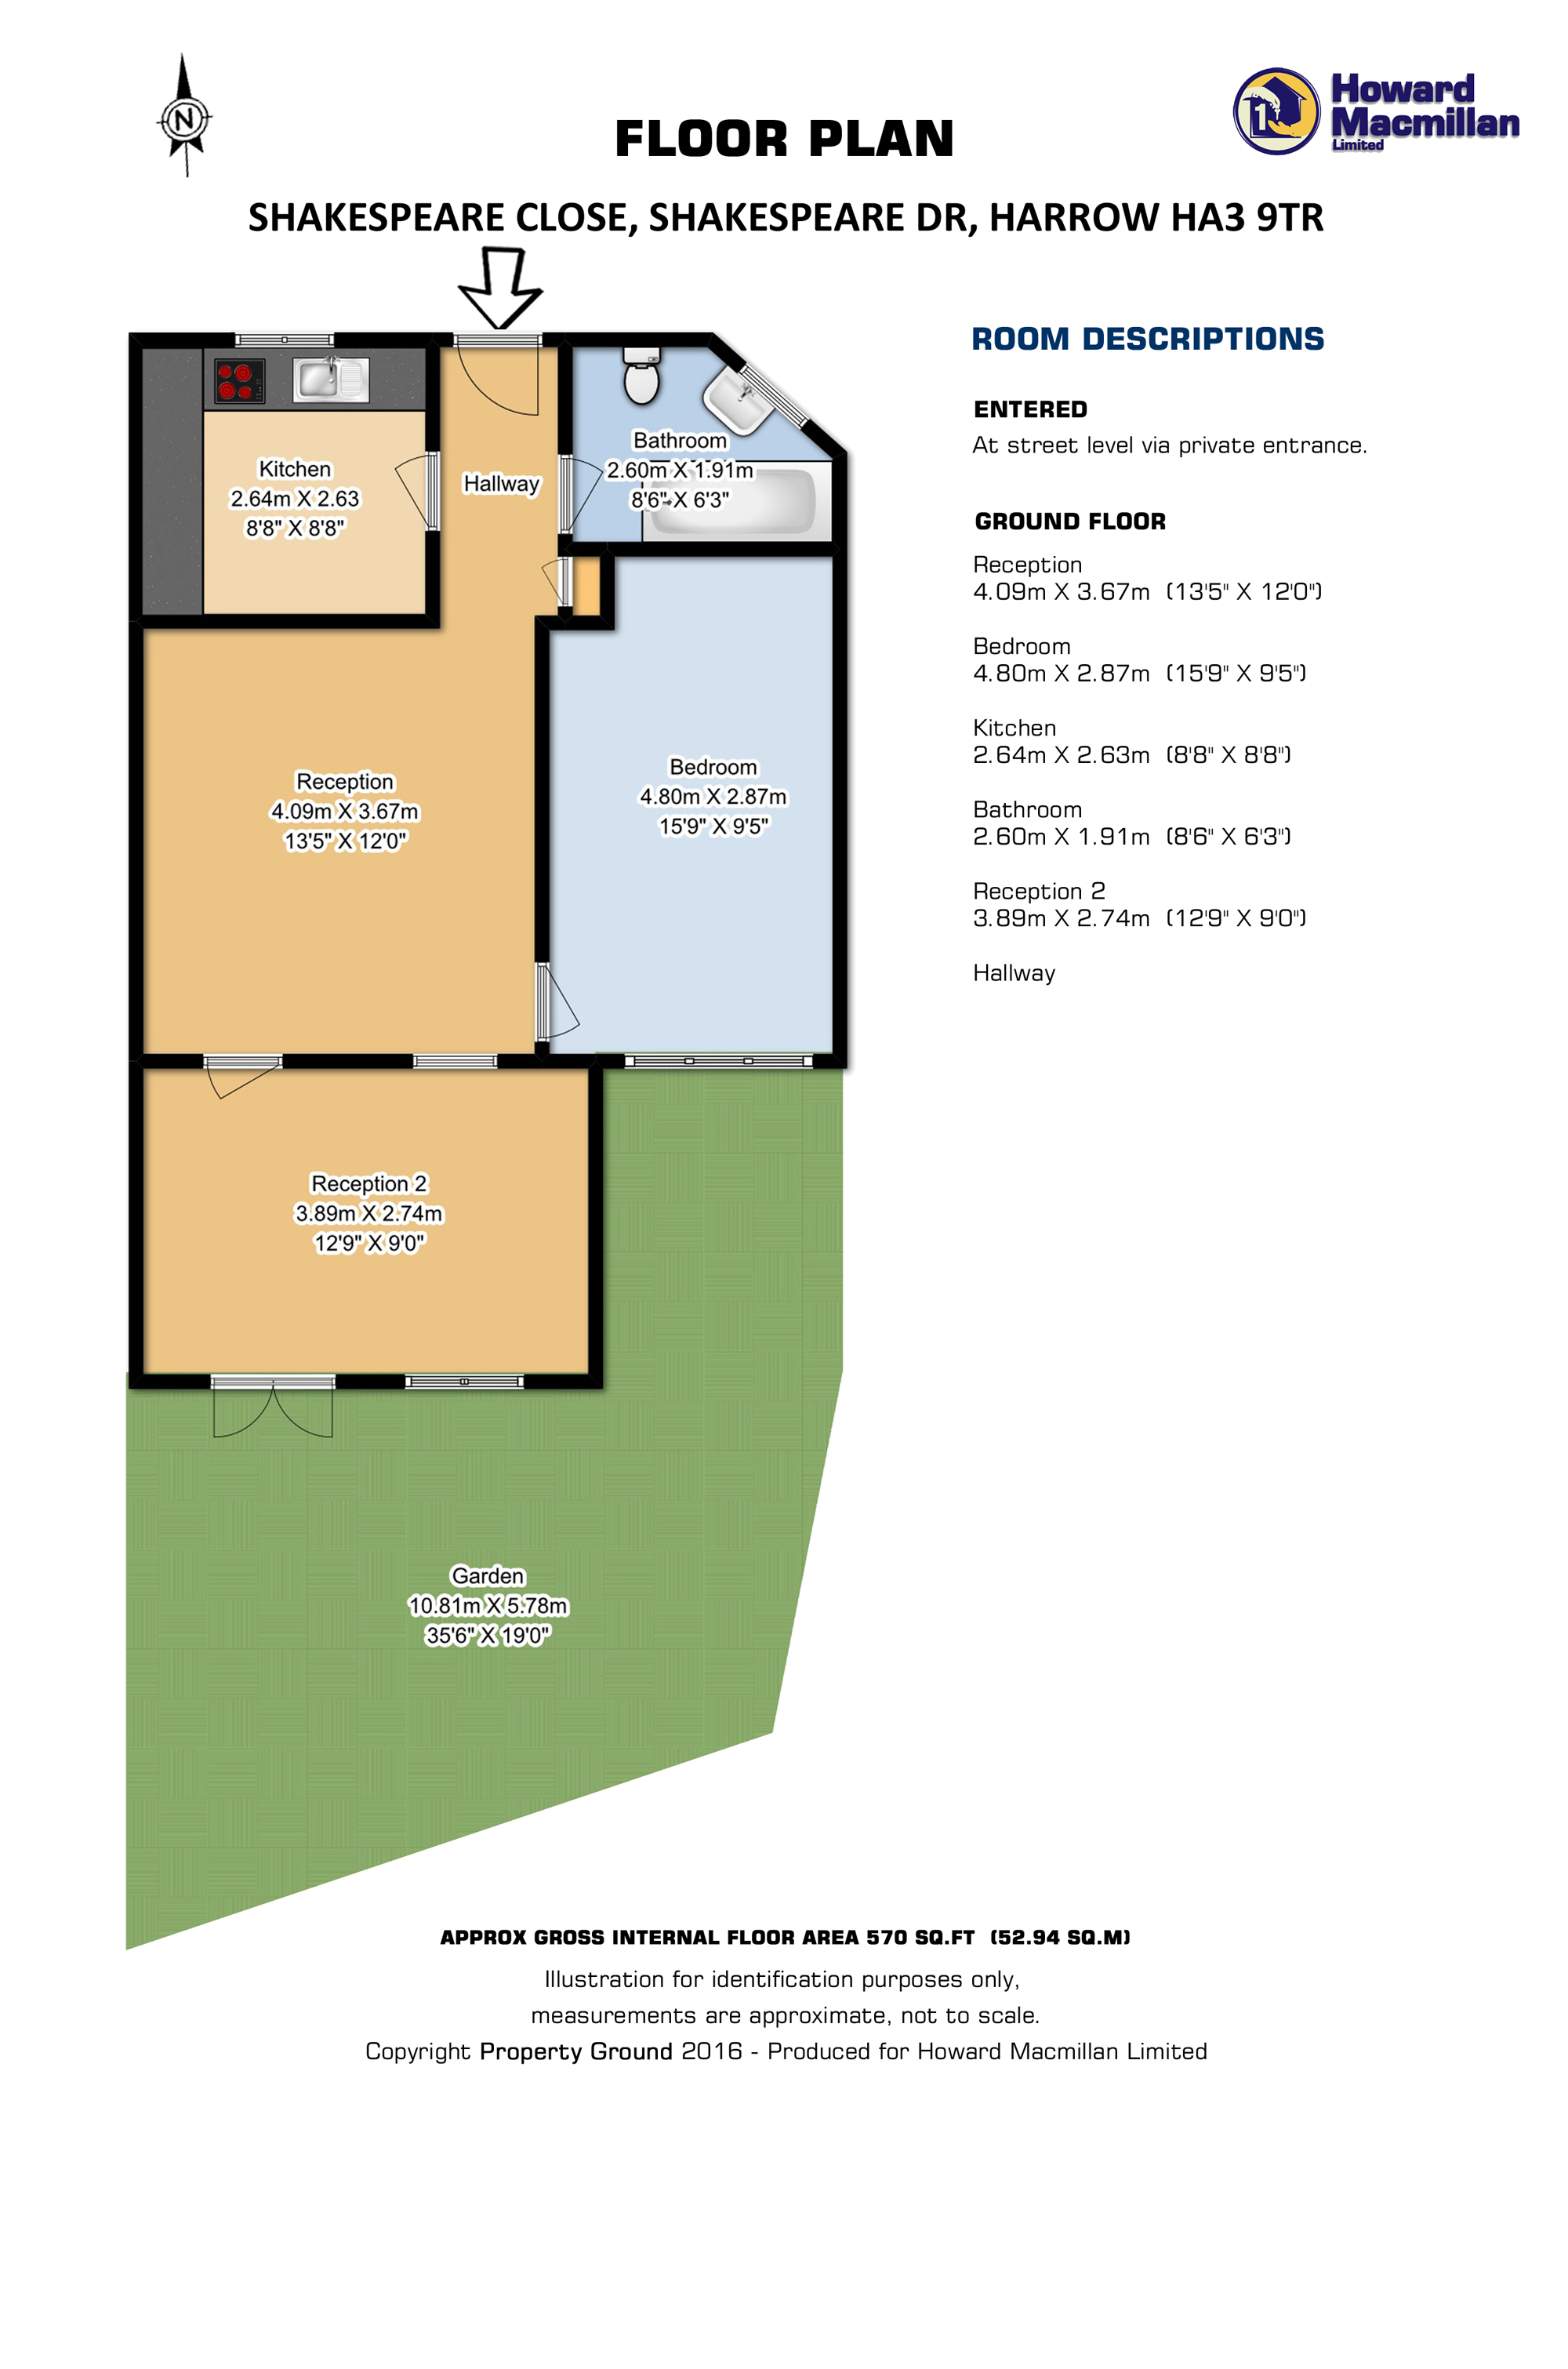 N
FLOOR PLAN
1
Howard
Macmillan
Limited
SHAKESPEARE CLOSE, SHAKESPEARE DR, HARROW HA3 9TR
Kitchen
2.64m X 2.63
8'8" X 8'8"
Hallway
Bathroom
2.60m X 1.91m
8'6" X 6'3"
Reception
4.09m X 3.67m
13'5" X 12'0"
Bedroom
4.80m X 2.87m
15'9" X 9'5"
Reception 2
3.89m X 2.74m
12'9" X 9'0"
Garden
10.81m X 5.78m
35'6" X 19'0"
ROOM DESCRIPTIONS
ENTERED
At street level via private entrance.
GROUND FLOOR
Reception
4.09m X 3.67m (13'5" X 12'0")
Bedroom
4.80m X 2.87m (15'9" X 9'5")
Kitchen
2.64m X 2.63m (8'8" X 8'8")
Bathroom
2.60m X 1.91m (8'6" X 6'3")
Reception 2
3.89m X 2.74m (12'9" X 9'0")
Hallway
APPROX GROSS INTERNAL FLOOR AREA 570 SQ.FT (52.94 SQ.M)
Illustration for identification purposes only,
measurements are approximate, not to scale.
Copyright Property Ground 2016 - Produced for Howard Macmillan Limited